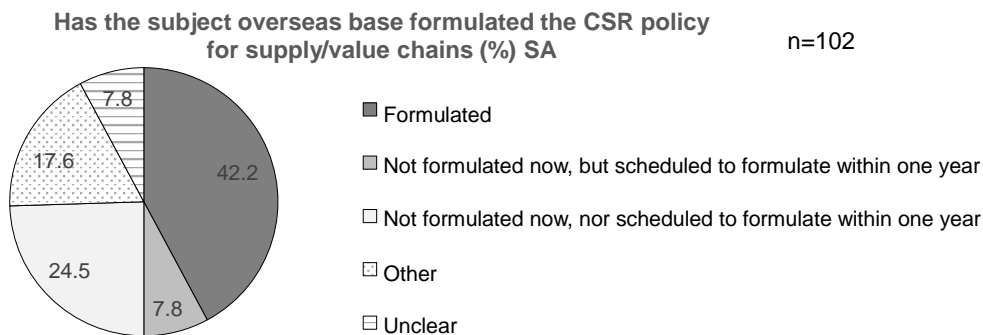 Has the subject overseas base formulated the CSR policy
for supply/value chains (%) SA
n=102
7.8
17.6
42.2
24.5
7.8
Formulated
Not formulated now, but scheduled to formulate within one year
Not formulated now, nor scheduled to formulate within one year
Other
Unclear